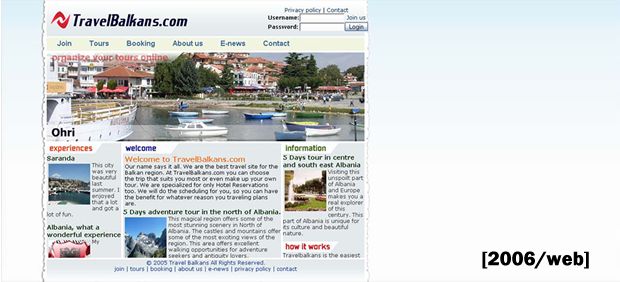 Privacy policy | Contact
TravelBalkans.com
Username: Join us
Password: Login
Join Tours Booking About us E-news Contact
organize your tours online
Ohri
experiences
Saranda
This city
was very
beautiful
last
summer. I
enjoyed
that a lot
and got a
lot of fun.
Albania, what a
wonderful experience
My
welcome
Welcome to TravelBalkans.com
Our name says it all. We are the best travel site for the
Balkan region. At TravelBalkans.com you can choose
the trip that suits you most or even make up your own
tour. We are specialized for only Hotel Reservations
too. We will do the scheduling for you, so you can have
the benefit for whatever reason you traveling plans
are.
5 Days adventure tour in the north of Albania.
This magical region offers some of the
most stunning scenery in North of
Albania. The castles and mountains offer
some of the most exoting views of the
region. This area offers excellent
walking opportunities for adventure
seekers and antiquity lovers.
information
5 Days tour in centre
and south east Albania
Visiting this
unspoilt part
of Albania
and Europe
makes you a
real explorer
of this
century. This
part of Albania is unique for
its culture and beautiful
nature.
how it works
Travelbalkans is the easiest
© 2005 Travel Balkans All Rights Reserved.
join | tours | booking | about us | e-news | privacy policy | contact
[2006/web]